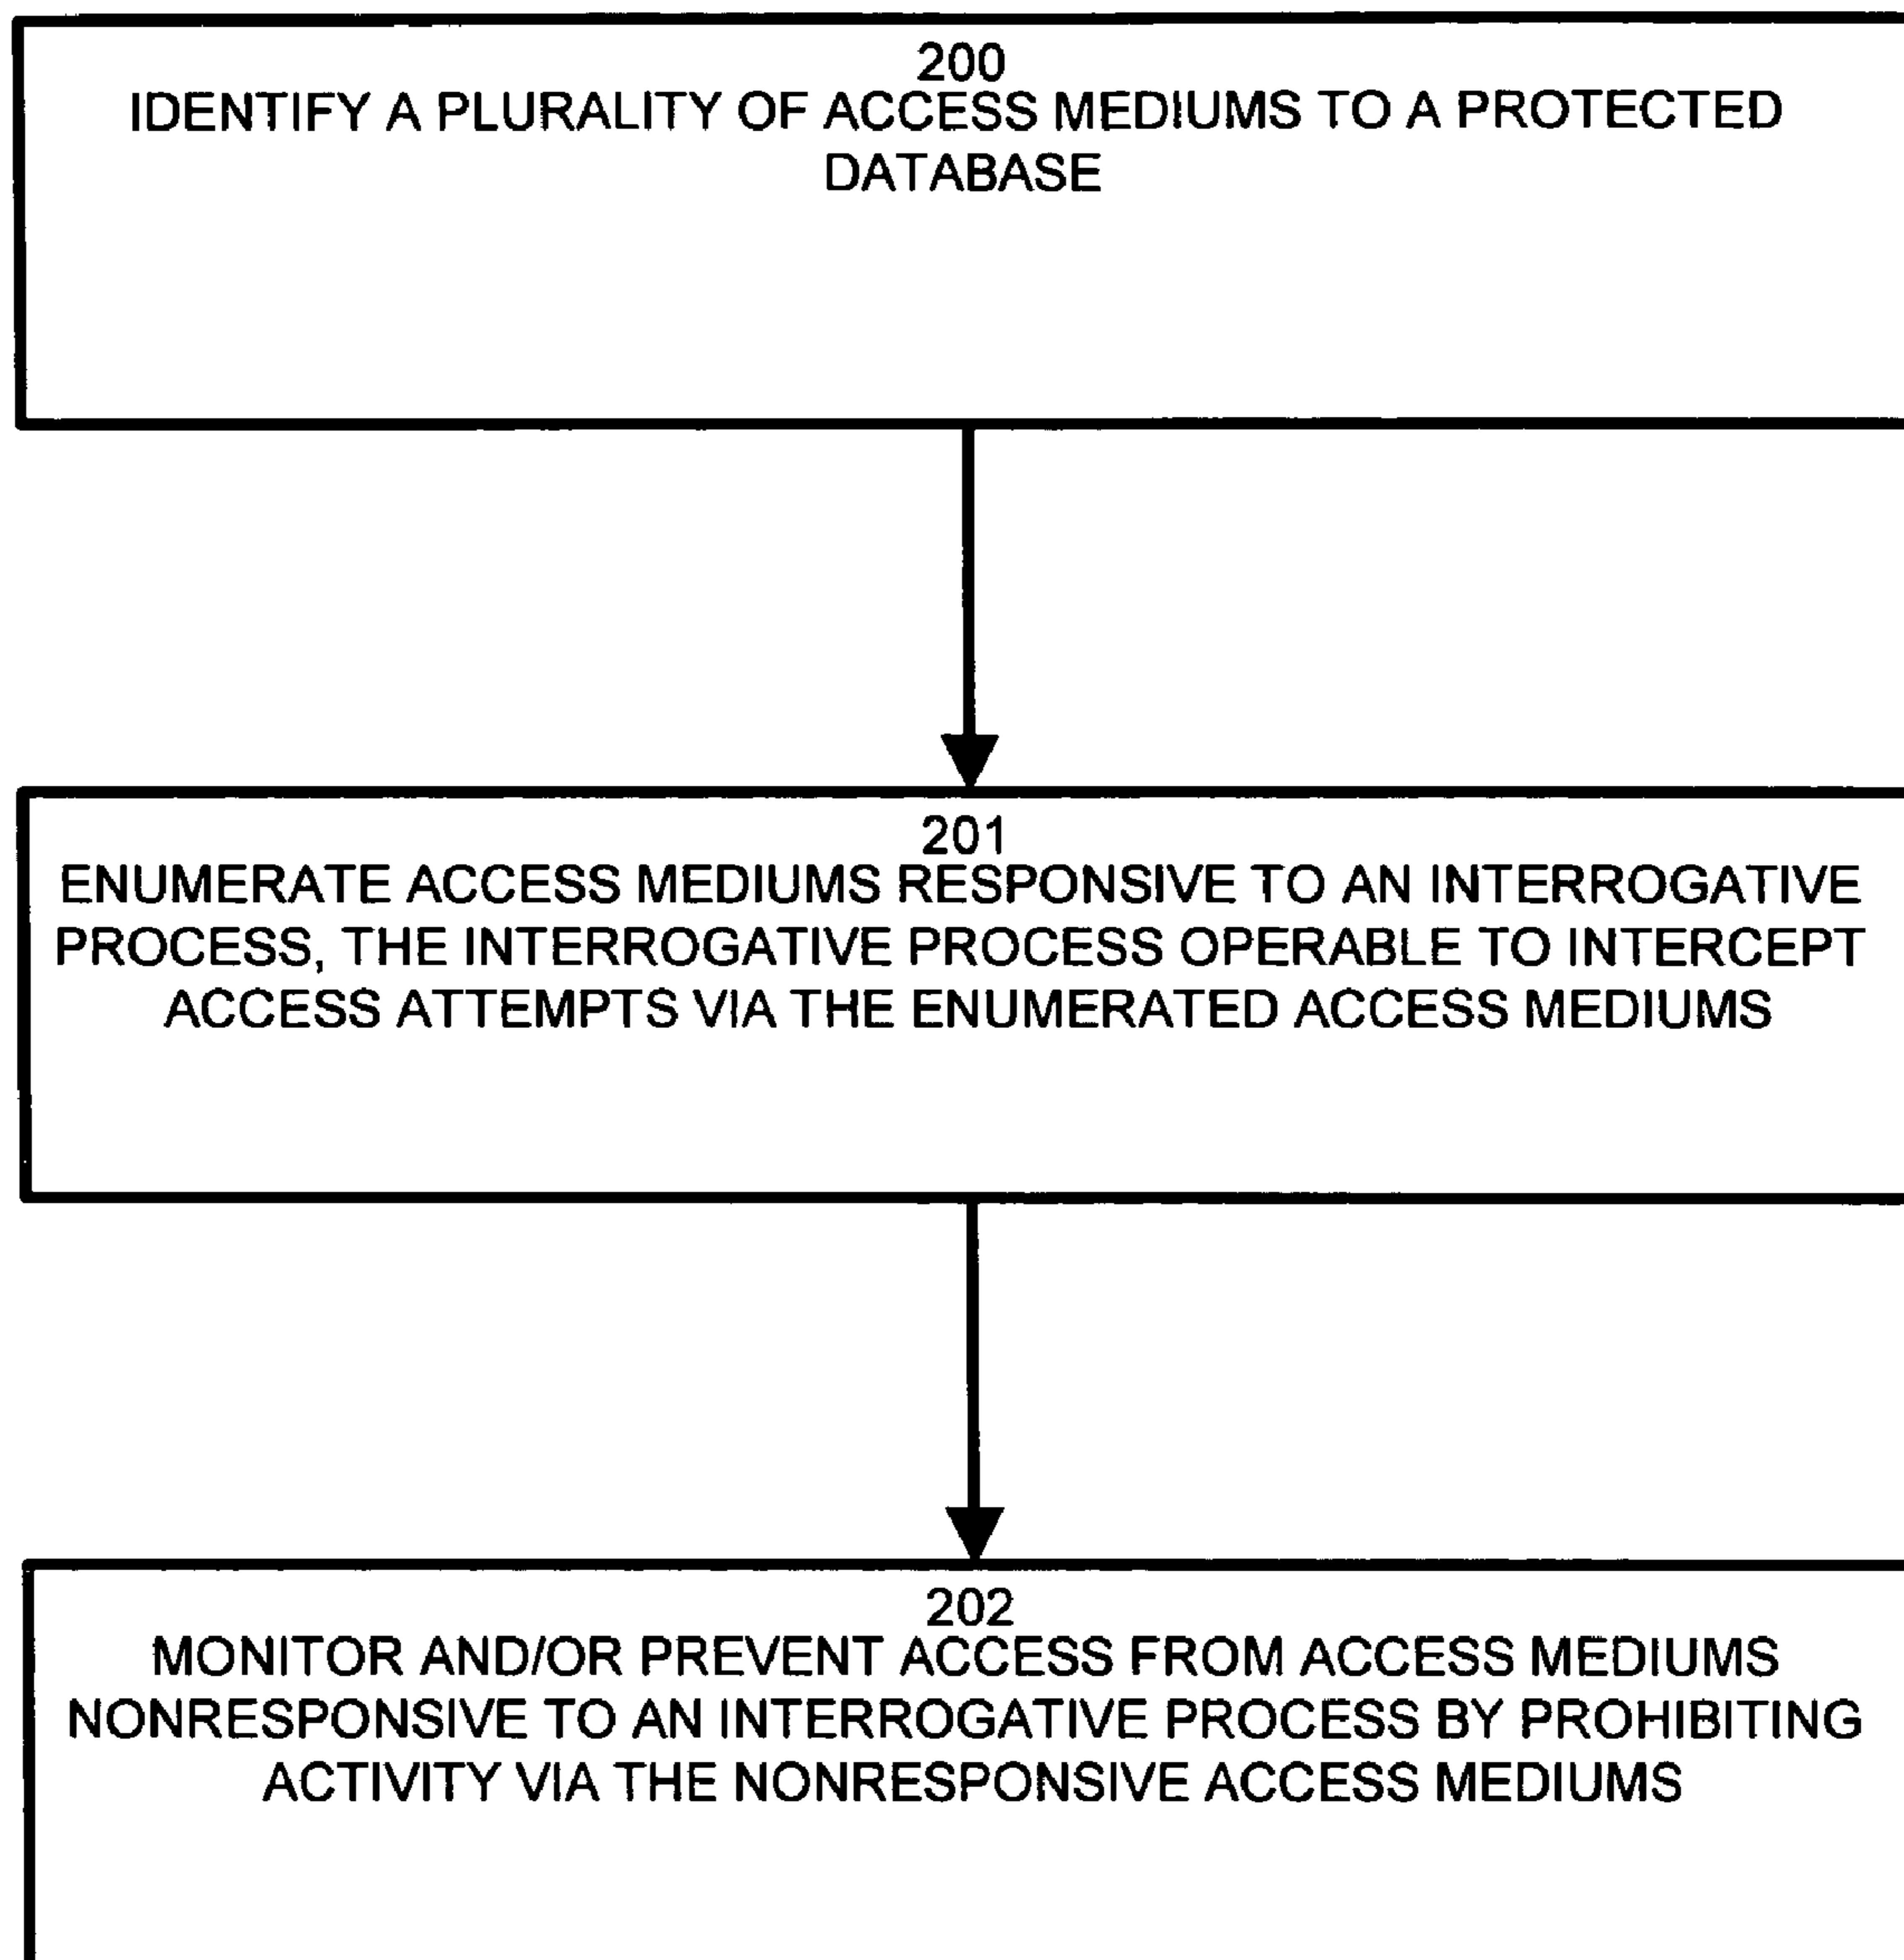 200
IDENTIFY A PLURALITY OF ACCESS MEDIUMS TO A PROTECTED
DATABASE
201
ENUMERATE ACCESS MEDIUMS RESPONSIVE TO AN INTERROGATIVE
PROCESS, THE INTERROGATIVE PROCESS OPERABLE TO INTERCEPT
ACCESS ATTEMPTS VIA THE ENUMERATED ACCESS MEDIUMS
202
MONITOR AND/OR PREVENT ACCESS FROM ACCESS MEDIUMS
NONRESPONSIVE TO AN INTERROGATIVE PROCESS BY PROHIBITING
ACTIVITY VIA THE NONRESPONSIVE ACCESS MEDIUMS